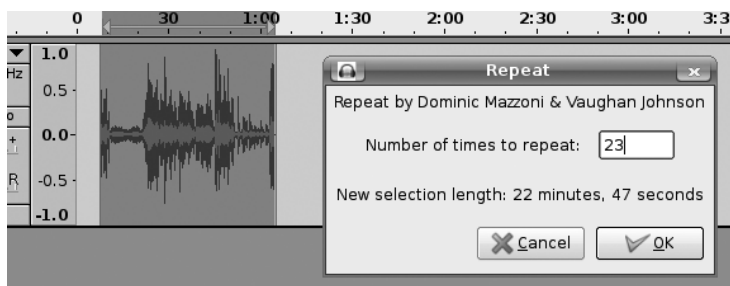 0 30 1:00 1:30 2:00 2:30 3:00 3:3
1.0
Hz
0.5
o
0.0
+
R
-0.5
-1.0
Repeat
Repeat by Dominic Mazzoni & Vaughan Johnson
Number of times to repeat: 23
New selection length: 22 minutes, 47 seconds
Cancel OK